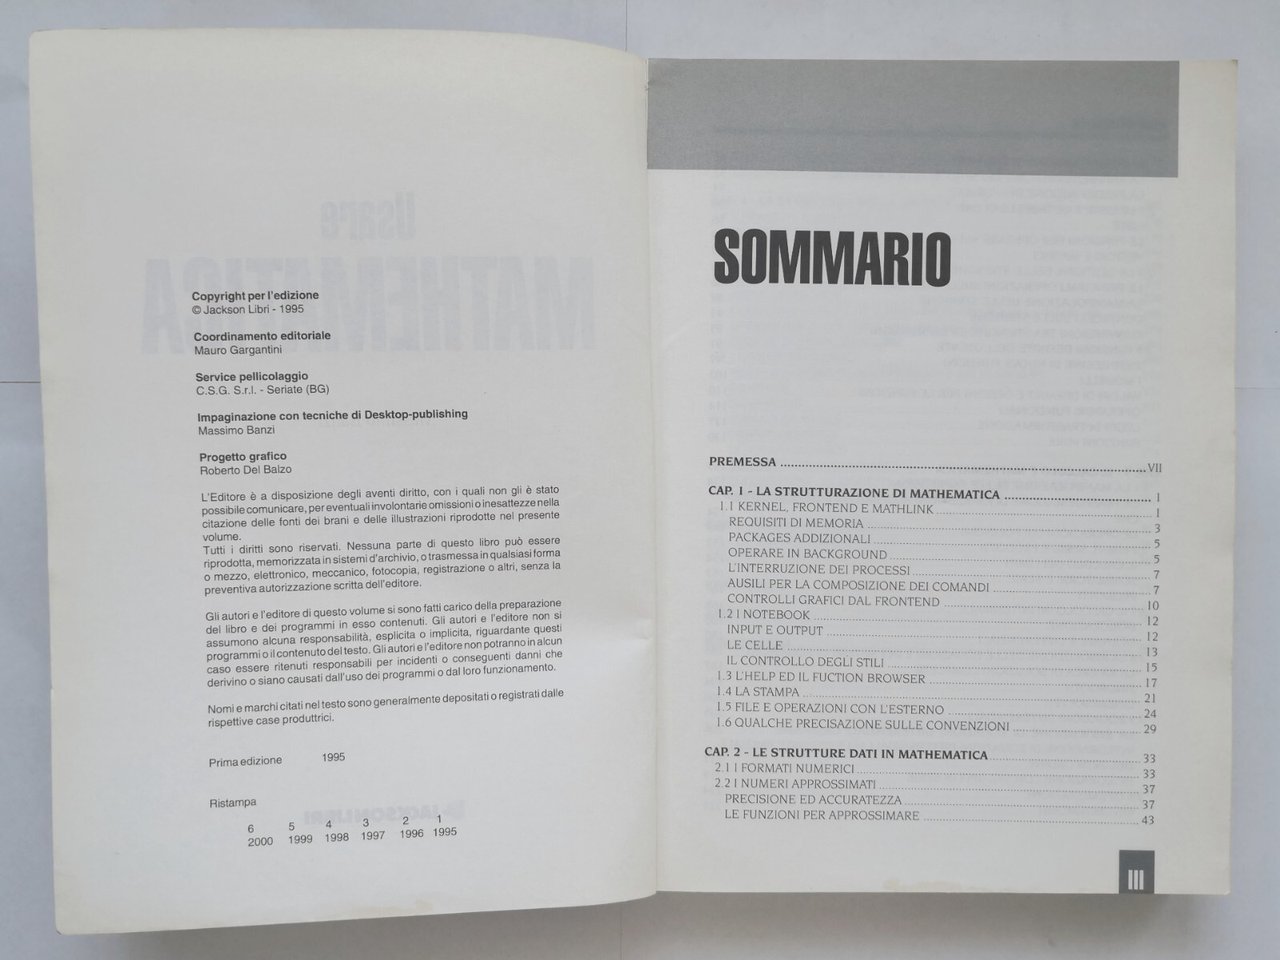 Copyright per l'edizione
© Jackson Libri - 1995
Coordinamento editoriale
Mauro Gargantini
Service pellicolaggio
C.S.G. S.r.l. - Seriate (BG)
Impaginazione con tecniche di Desktop-publishing
Massimo Banzi
Progetto grafico
Roberto Del Balzo
L'Editore è a disposizione degli aventi diritto, con i quali non gli è stato
possibile comunicare, per eventuali involontarie omissioni o inesattezze nella
citazione delle fonti dei brani e delle illustrazioni riprodotte nel presente
volume.
Tutti i diritti sono riservati. Nessuna parte di questo libro può essere
riprodotta, memorizzata in sistemi d'archivio, o trasmessa in qualsiasi forma
o mezzo, elettronico, meccanico, fotocopia, registrazione o altri, senza la
preventiva autorizzazione scritta dell'editore.
Gli autori e l'editore di questo volume si sono fatti carico della preparazione
del libro e dei programmi in esso contenuti. Gli autori e l'editore non si
assumono alcuna responsabilità, esplicita o implicita, riguardante questi
programmi o il contenuto del testo. Gli autori e l'editore non potranno in alcun
caso essere ritenuti responsabili per incidenti o conseguenti danni che
derivino o siano causati dall'uso dei programmi o dal loro funzionamento.
Nomi e marchi citati nel testo sono generalmente depositati o registrati dalle
rispettive case produttrici.
Prima edizione 1995
Ristampa
6 5 4 3 2 1
2000 1999 1998 1997 1996 1995
SOMMARIO
PREMESSA ........ VII
CAP. 1 - LA STRUTTURAZIONE DI MATHEMATICA ........ 1
1.1 KERNEL, FRONTEND E MATHLINK ........ 1
REQUISITI DI MEMORIA ........ 3
PACKAGES ADDIZIONALI ........ 5
OPERARE IN BACKGROUND ........ 5
L'INTERRUZIONE DEI PROCESSI ........ 7
AUSILI PER LA COMPOSIZIONE DEI COMANDI ........ 7
CONTROLLI GRAFICI DAL FRONTEND ........ 10
1.2 I NOTEBOOK ........ 12
INPUT E OUTPUT ........ 12
LE CELLE ........ 13
IL CONTROLLO DEGLI STILI ........ 15
1.3 L'HELP ED IL FUCTION BROWSER ........ 17
1.4 LA STAMPA ........ 21
1.5 FILE E OPERAZIONI CON L'ESTERNO ........ 24
1.6 QUALCHE PRECISAZIONE SULLE CONVENZIONI ........ 29
CAP. 2 - LE STRUTTURE DATI IN MATHEMATICA ........ 33
2.1 I FORMATI NUMERICI ........ 33
2.2 I NUMERI APPROSSIMATI ........ 37
PRECISIONE ED ACCURATEZZA ........ 37
LE FUNZIONI PER APPROSSIMARE ........ 43
III